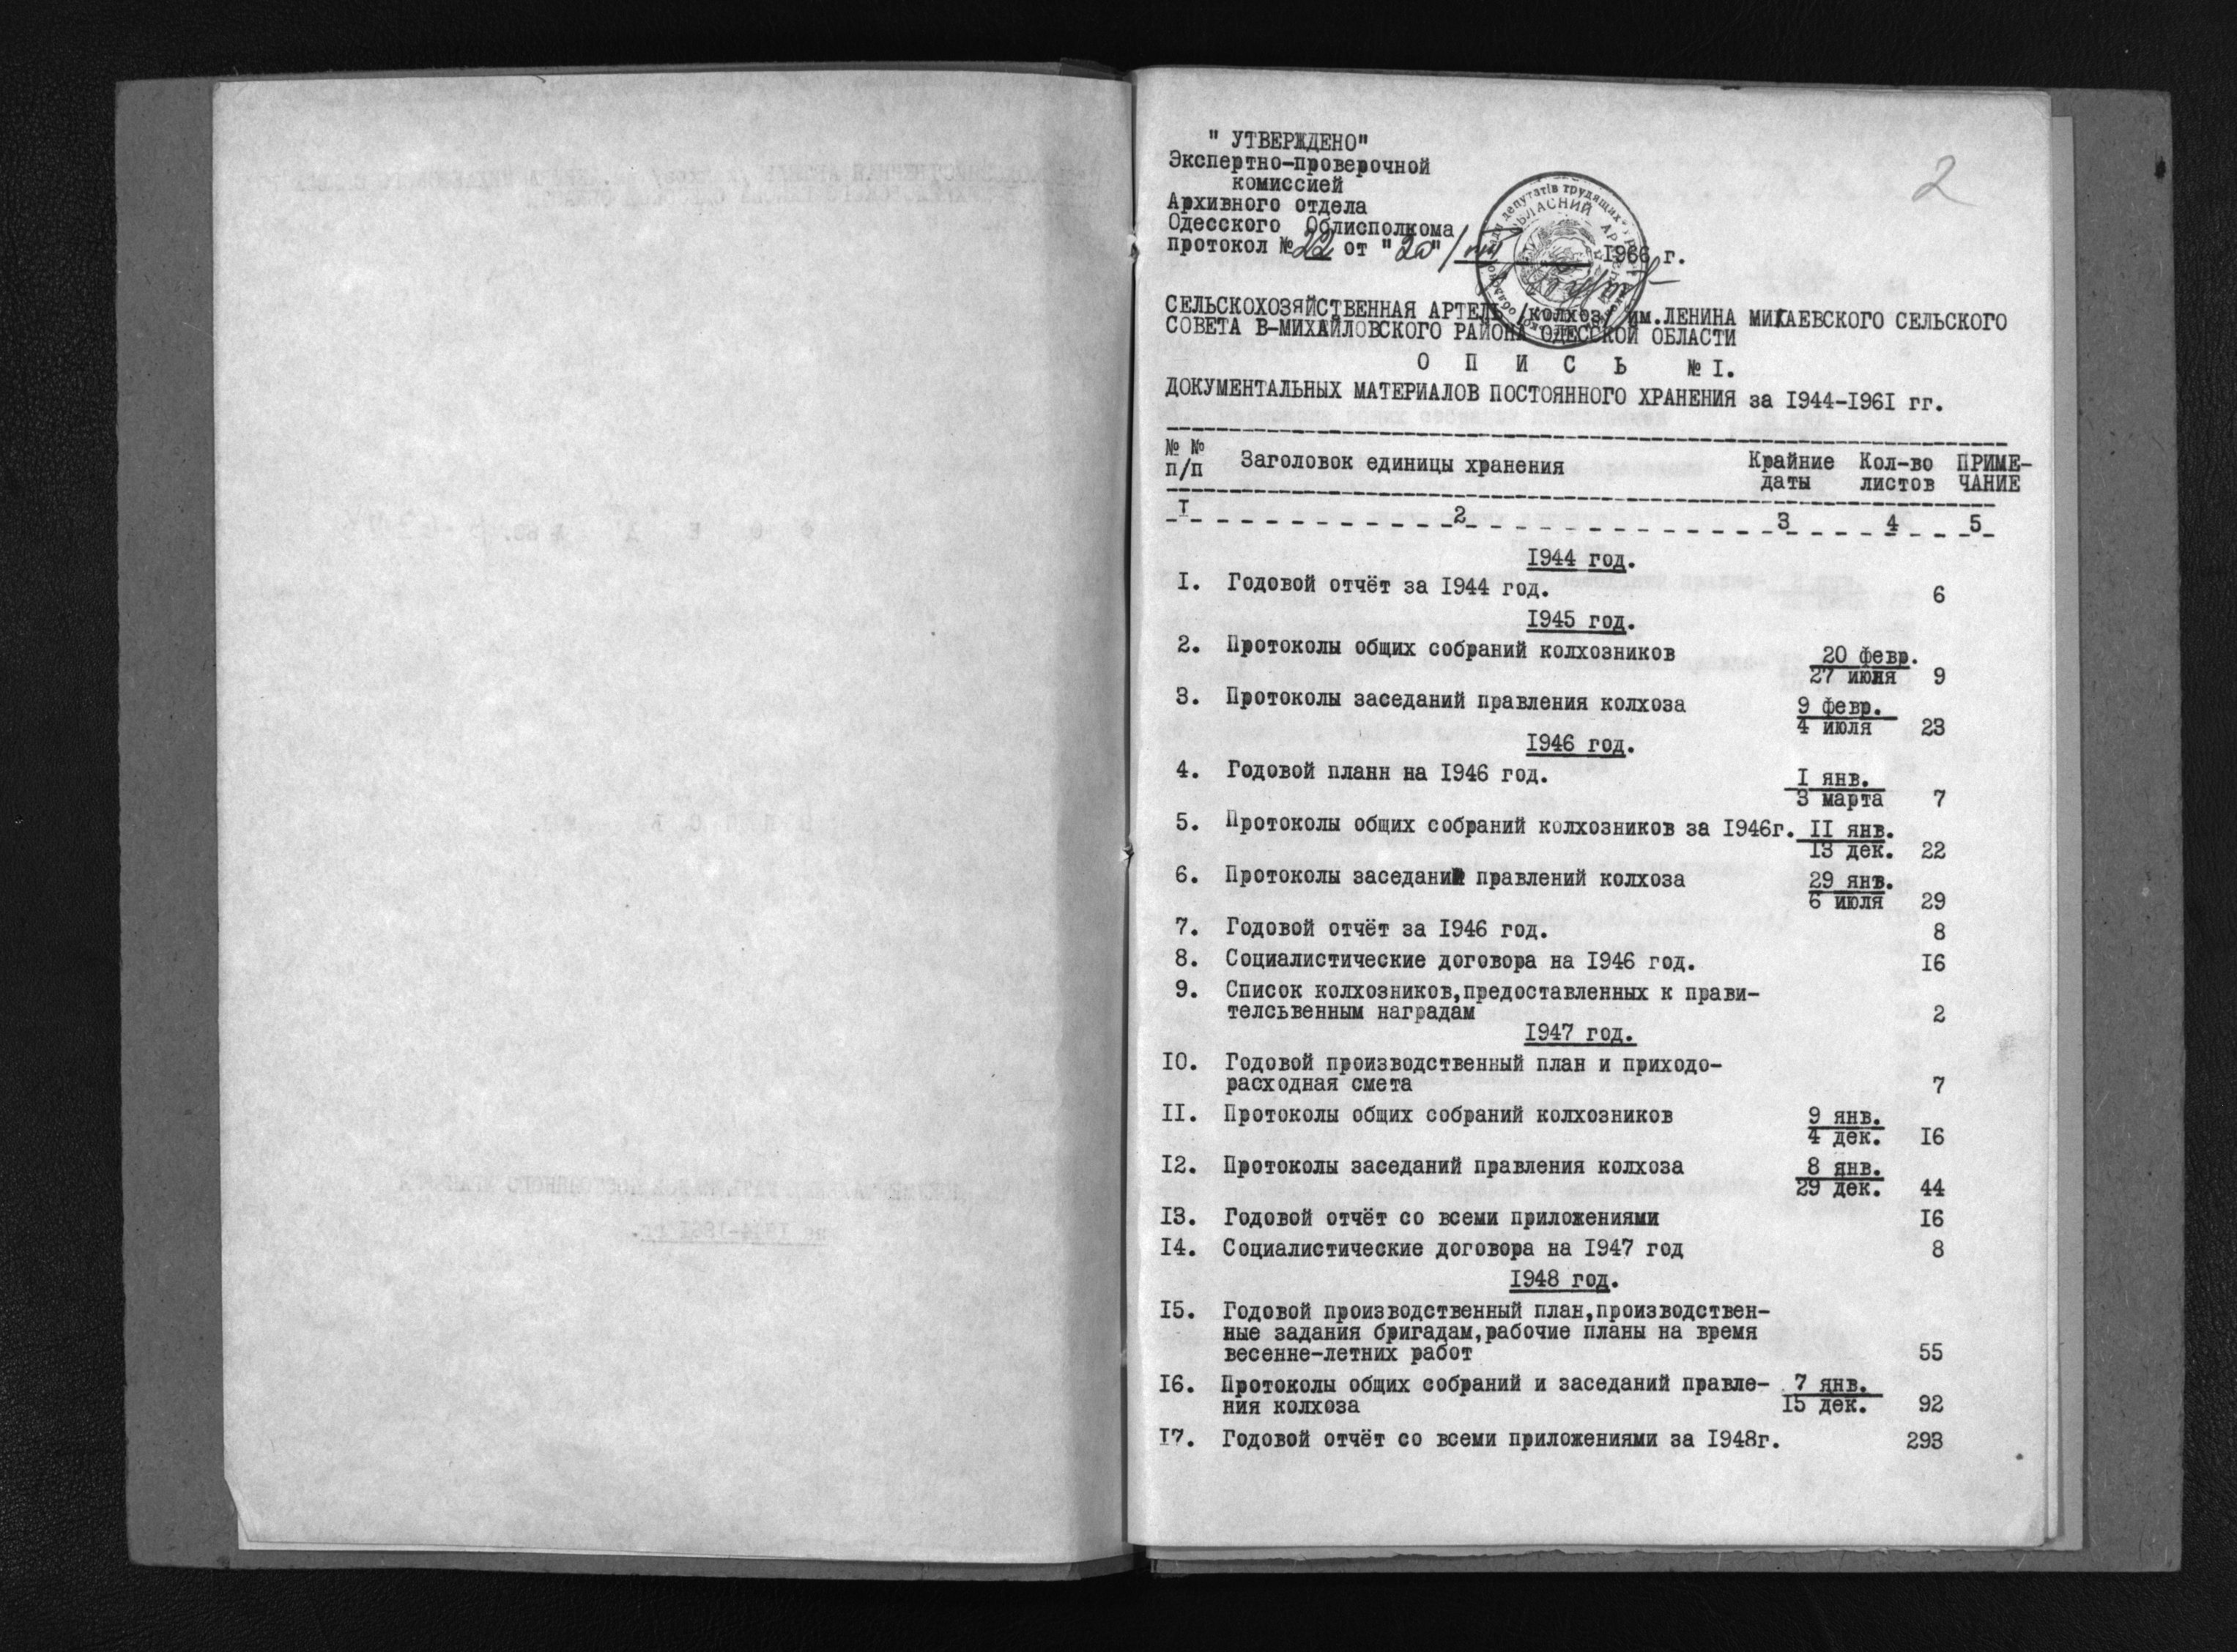 2
" УТВЕРЖДЕНО"
Экспертно-проверочной
комиссией
Архивного отдела
Одесского Облисполкома
протокол № 22 от "20" 1966 г.
СЕЛЬСКОХОЗЯЙСТВЕННАЯ АРТЕЛЬ /колхоз/ им.ЛЕНИНА МИХАЕВСКОГО СЕЛЬСКОГО
СОВЕТА В-МИХАЙЛОВСКОГО РАЙОНА ОДЕССКОЙ ОБЛАСТИ
О П И С Ь № I.
ДОКУМЕНТАЛЬНЫХ МАТЕРИАЛОВ ПОСТОЯННОГО ХРАНЕНИЯ за I944-I96I гг.
№ № Крайние Кол-во ПРИМЕ-
п/п Заголовок единицы хранения даты листов ЧАНИЕ
I 2 3 4 5
I944 год.
I. Годовой отчёт за I944 год. 6
I945 год.
2. Протоколы общих собраний колхозников 20 февр.
27 июля 9
3. Протоколы заседаний правления колхоза 9 февр.
4 июля 23
I946 год.
4. Годовой планн на I946 год. I янв.
3 марта 7
5. Протоколы общих собраний колхозников за I946г. II янв.
I3 дек. 22
6. Протоколы заседаний правлений колхоза 29 янв.
6 июля 29
7. Годовой отчёт за I946 год. 8
8. Социалистические договора на I946 год. I6
9. Список колхозников,предоставленных к прави-
телсьвенным наградам 2
I947 год.
I0. Годовой производственный план и приходо-
расходная смета 7
II. Протоколы общих собраний колхозников 9 янв.
4 дек. I6
I2. Протоколы заседаний правления колхоза 8 янв.
29 дек. 44
I3. Годовой отчёт со всеми приложениями I6
I4. Социалистические договора на I947 год 8
I948 год.
I5. Годовой производственный план,производствен-
ные задания бригадам,рабочие планы на время
весенне-летних работ 55
I6. Протоколы общих собраний и заседаний правле- 7 янв.
ния колхоза I5 дек. 92
I7. Годовой отчёт со всеми приложениями за I948г. 293